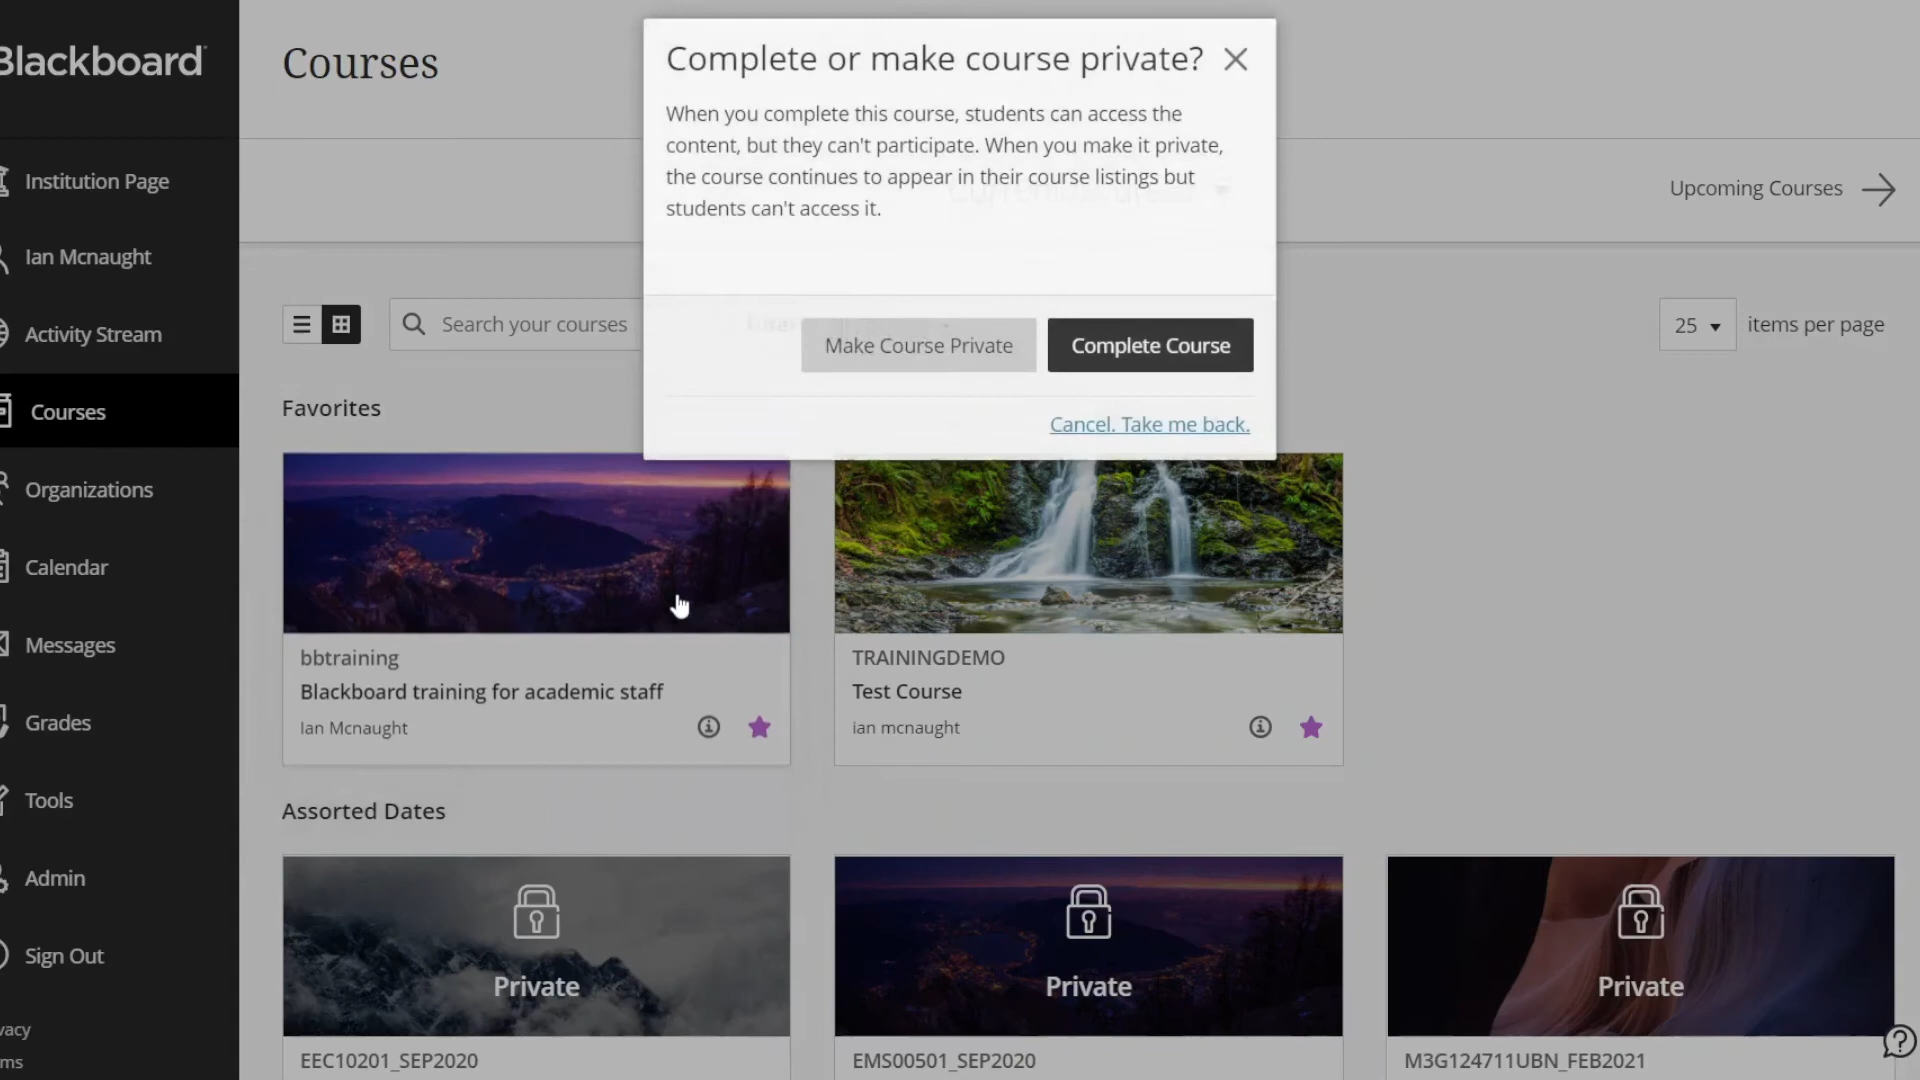 Blackboard
Institution Page
Ian Mcnaught
Activity Stream
Courses
Organizations
Calendar
Messages
Grades
Tools
Admin
Sign Out
vacy
ms
Courses
Upcoming Courses
Search your courses
25
items per page
Complete or make course private?
When you complete this course, students can access the
content, but they can't participate. When you make it private,
the course continues to appear in their course listings but
students can't access it.
Make Course Private
Complete Course
Cancel. Take me back.
Favorites
bbtraining
Blackboard training for academic staff
Ian Mcnaught
TRAININGDEMO
Test Course
ian mcnaught
Assorted Dates
Private
EEC10201_SEP2020
Private
EMS00501_SEP2020
Private
M3G124711UBN_FEB2021